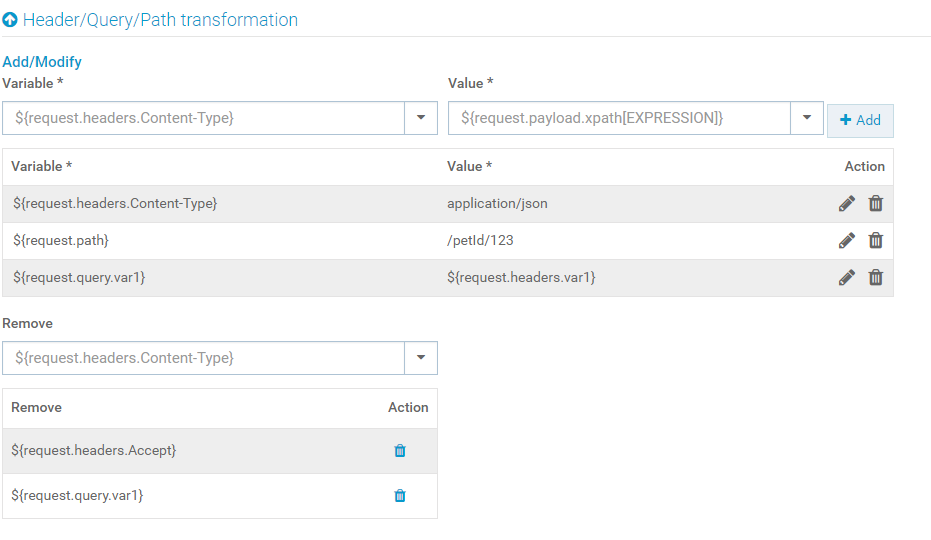 Header/Query/Path transformation
Add/Modify
Variable * Value *
${request.headers.Content-Type} ${request.payload.xpath[EXPRESSION]} + Add
Variable * Value * Action
${request.headers.Content-Type} application/json
${request.path} /petId/123
${request.query.var1} ${request.headers.var1}
Remove
${request.headers.Content-Type}
Remove Action
${request.headers.Accept}
${request.query.var1}